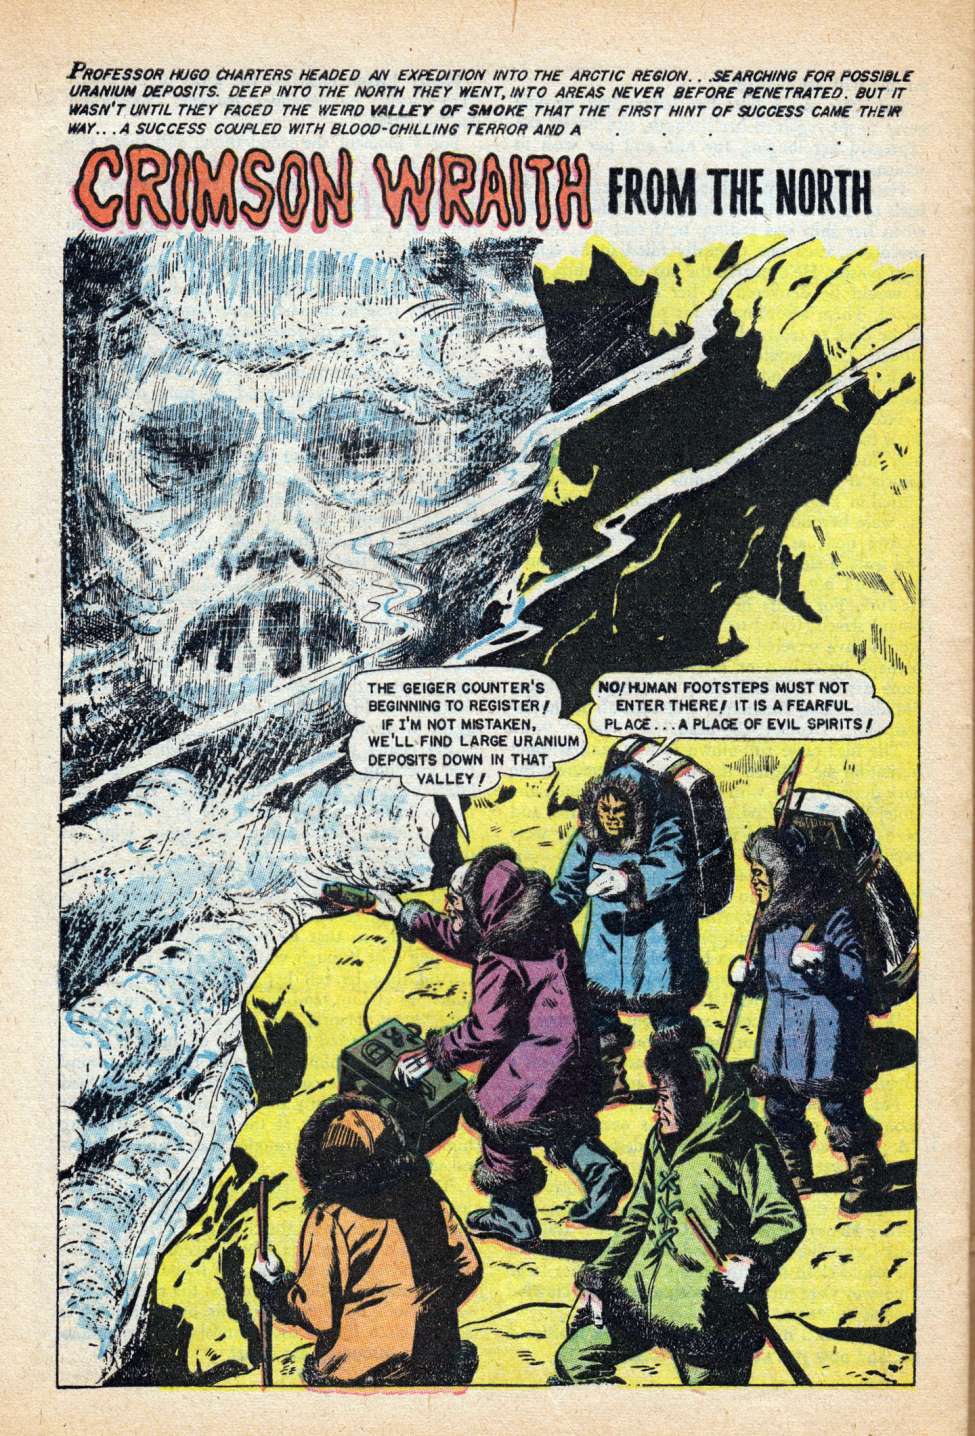 PROFESSOR HUGO CHARTERS HEADED AN EXPEDITION INTO THE ARCTIC REGION...SEARCHING FOR POSSIBLE
URANIUM DEPOSITS. DEEP INTO THE NORTH THEY WENT, INTO AREAS NEVER BEFORE PENETRATED. BUT IT
WASN'T UNTIL THEY FACED THE WEIRD VALLEY OF SMOKE THAT THE FIRST HINT OF SUCCESS CAME THEIR
WAY...A SUCCESS COUPLED WITH BLOOD-CHILLING TERROR AND A
CRIMSON WRAITH FROM THE NORTH
THE GEIGER COUNTER'S
BEGINNING TO REGISTER!
IF I'M NOT MISTAKEN,
WE'LL FIND LARGE URANIUM
DEPOSITS DOWN IN THAT
VALLEY!
NO! HUMAN FOOTSTEPS MUST NOT
ENTER THERE! IT IS A FEARFUL
PLACE...A PLACE OF EVIL SPIRITS!